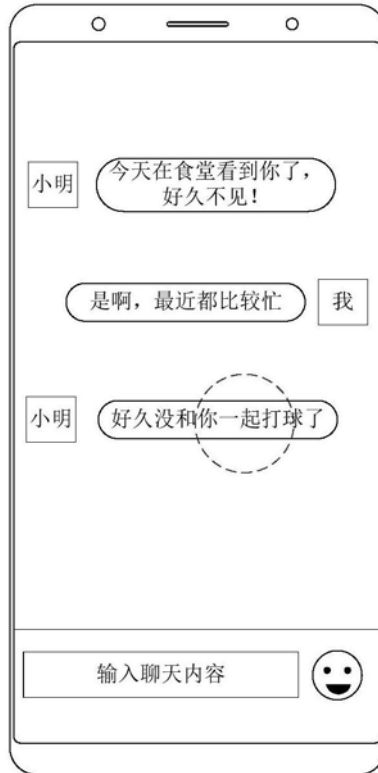 小明
今天在食堂看到你了，
好久不见！
是啊，最近都比较忙
我
小明
好久没和你一起打球了
输入聊天内容